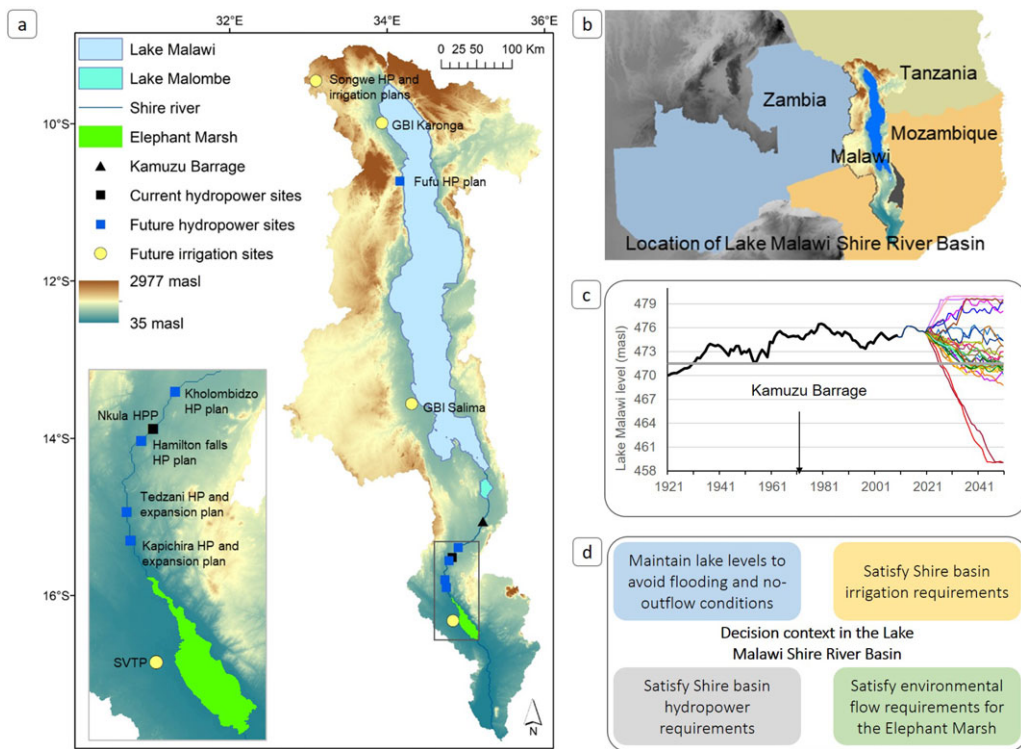 a
32°E
34°E
36°E
10°S
12°S
14°S
16°S
Lake Malawi
Lake Malombe
Shire river
Elephant Marsh
Kamuzu Barrage
Current hydropower sites
Future hydropower sites
Future irrigation sites
2977 masl
35 masl
0 25 50 100 Km
Songwe HP and
irrigation plans
GBI Karonga
Fufu HP plan
GBI Salima
Kholombidzo
HP plan
Nkula HPP
Hamilton falls
HP plan
Tedzani HP and
expansion plan
Kapichira HP and
expansion plan
SVTP
N
b
Tanzania
Zambia
Mozambique
Malawi
Location of Lake Malawi Shire River Basin
c
Lake Malawi level (masl)
479
476
473
470
467
464
461
458
Kamuzu Barrage
1921 1941 1961 1981 2001 2021 2041
d
Maintain lake levels to
avoid flooding and no-
outflow conditions
Satisfy Shire basin
irrigation requirements
Decision context in the Lake
Malawi Shire River Basin
Satisfy Shire basin
hydropower
requirements
Satisfy environmental
flow requirements for
the Elephant Marsh